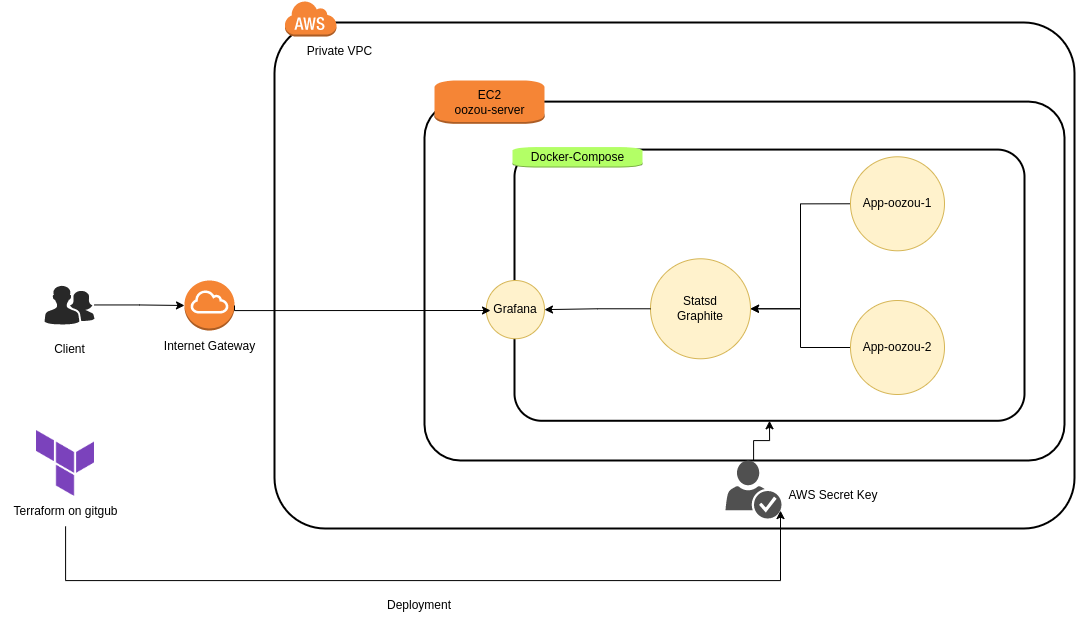 AWS
Private VPC
EC2
oozou-server
Docker-Compose
App-oozou-1
Statsd
Graphite
Grafana
App-oozou-2
Client
Internet Gateway
Terraform on gitgub
AWS Secret Key
Deployment